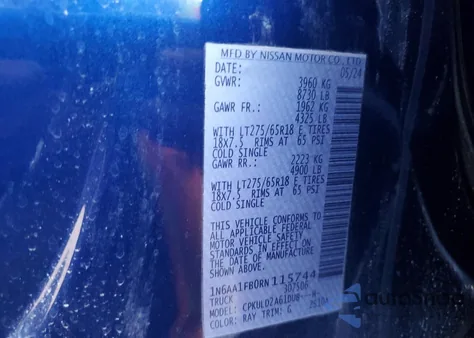 MFD BY NISSAN MOTOR CO., LTD
DATE: 05/24
GVWR: 3960 KG
8730 LB
GAWR FR.: 1962 KG
4325 LB
WITH LT275/65R18 E TIRES
18x7.5 RIMS AT 65 PSI
COLD SINGLE
GAWR RR.: 2223 KG
4900 LB
WITH LT275/65R18 E TIRES
18x7.5 RIMS AT 65 PSI
COLD SINGLE
THIS VEHICLE CONFORMS TO
ALL APPLICABLE FEDERAL
MOTOR VEHICLE SAFETY
STANDARDS IN EFFECT ON
THE DATE OF MANUFACTURE
1N6AA1FB0RN115744
TRUCK
MODEL:
COLOR: RAY TRIM: G